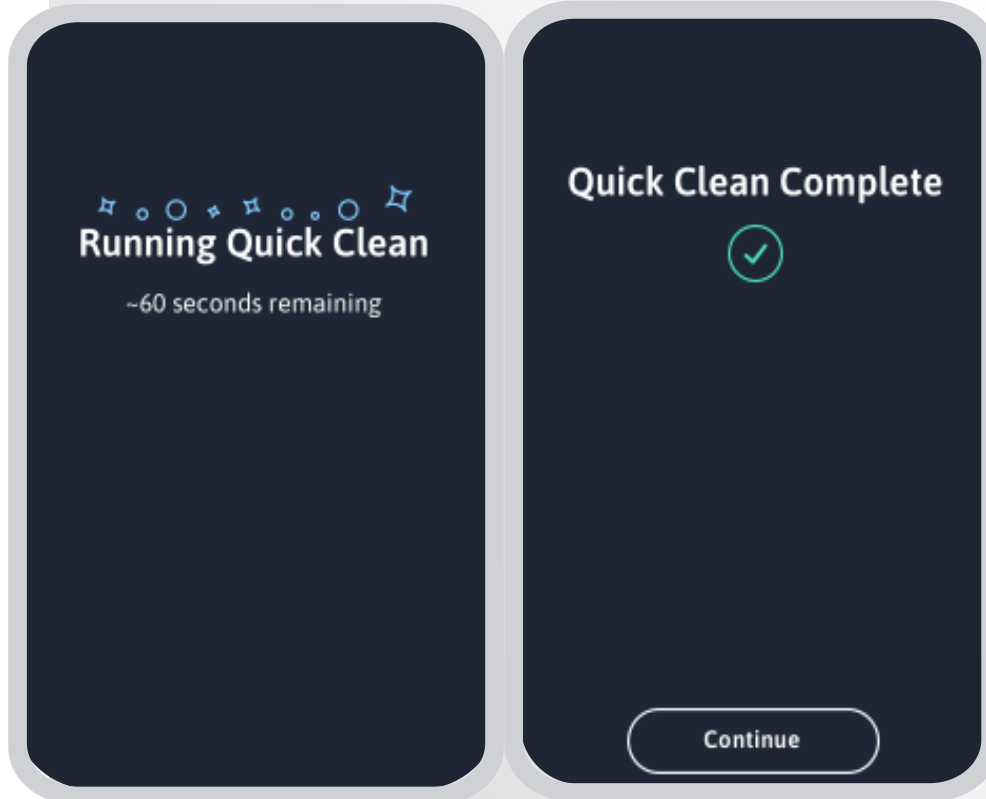 Running Quick Clean
~60 seconds remaining
Quick Clean Complete
Continue